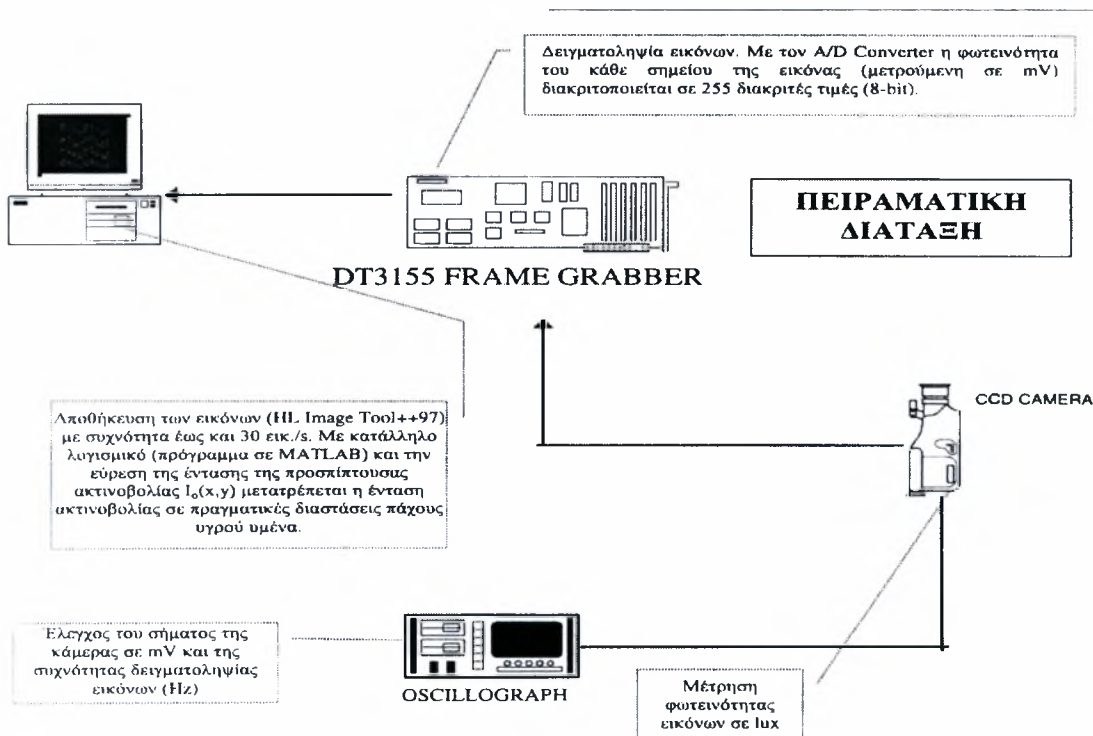 Δειγματοληψία εικόνων. Με τον A/D Converter η φωτεινότητα
του κάθε σημείου της εικόνας (μετρούμενη σε mV)
διακριτοποιείται σε 255 διακριτές τιμές (8-bit).
ΠΕΙΡΑΜΑΤΙΚΗ
ΔΙΑΤΑΞΗ
DT3155 FRAME GRABBER
CCD CAMERA
Αποθήκευση των εικόνων (HL Image Tool++97)
με συχνότητα έως και 30 εικ./s. Με κατάλληλο
λυγισμικό (πρόγραμμα σε MATLAB) και την
εύρεση της έντασης της προσπίπτουσας
ακτινοβολίας I₀(x,y) μετατρέπεται η ένταση
ακτινοβολίας σε πραγματικές διαστάσεις πάχους
υγρού υμένα.
Έλεγχος του σήματος της
κάμερας σε mV και της
συχνότητας δειγματοληψίας
εικόνων (Hz)
OSCILLOGRAPH
Μέτρηση
φωτεινότητας
εικόνων σε lux